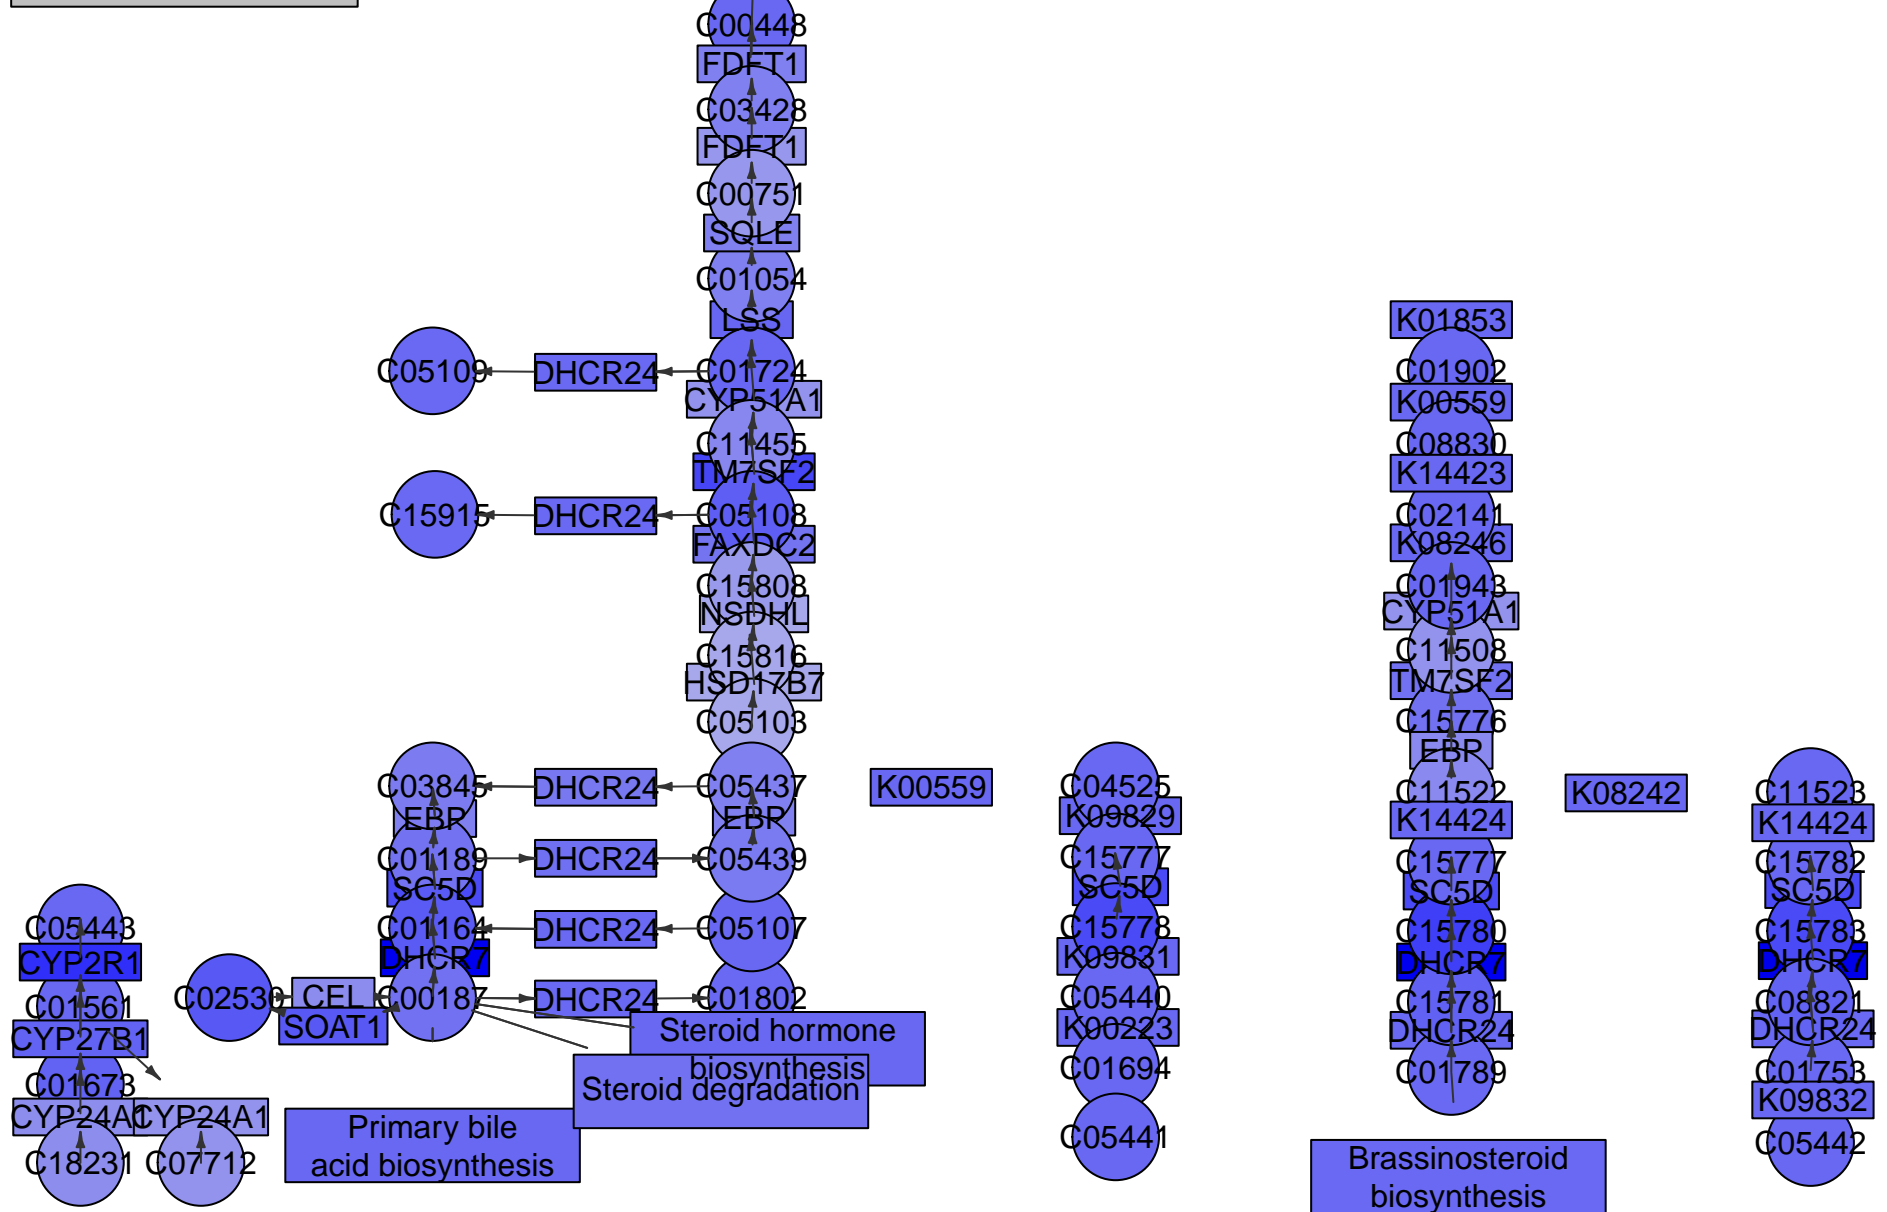 C00448
FDFT1
C03428
FDFT1
C00751
SQLE
C01054
LSS
K01853
C05109
DHCR24
C01724
C01902
CYP51A1
K00559
C11455
C08830
TM7SF2
K14423
C15915
DHCR24
C05108
C02141
FAXDC2
K08246
C15808
C01943
NSDHL
CYP51A1
C15816
C11508
HSD17B7
TM7SF2
C05103
C15776
EBP
C03845
DHCR24
C05437
K00559
C04525
C11522
K08242
C11523
EBP
EBP
K09829
K14424
K14424
C01189
DHCR24
C05439
C15777
C15777
C15782
SC5D
SC5D
SC5D
SC5D
C05443
C01164
DHCR24
C05107
C15778
C15780
C15783
CYP2R1
DHCR7
K09831
DHCR7
DHCR7
C01561
C02530
CEL
C00187
DHCR24
C01802
C05440
C15781
C08821
CYP27B1
SOAT1
Steroid hormone
biosynthesis
K00223
DHCR24
DHCR24
C01673
Steroid degradation
C01694
C01789
C01753
CYP24A1
CYP24A1
K09832
Primary bile
acid biosynthesis
C05441
C05442
C18231
C07712
Brassinosteroid
biosynthesis